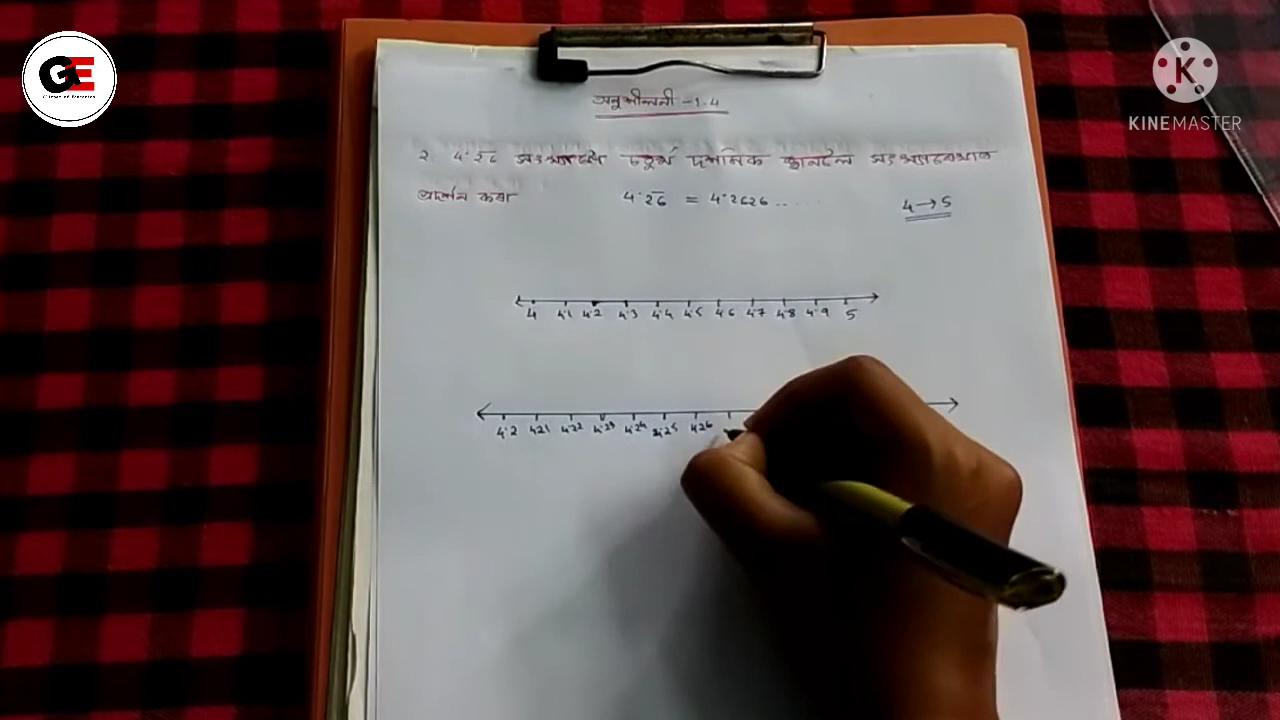 GE
KINEMASTER
অনুশীলনী -1.4
২. 4.2̅6̅ সংখ্যাটোৰ চতুৰ্থ দশমিক স্থানলৈ সংখ্যাৰেখাত
প্ৰদৰ্শন কৰা 4.2̅6̅ = 4.2626..... 4→5
4 4.1 4.2 4.3 4.4 4.5 4.6 4.7 4.8 4.9 5
4.2 4.21 4.22 4.23 4.24 4.25 4.26